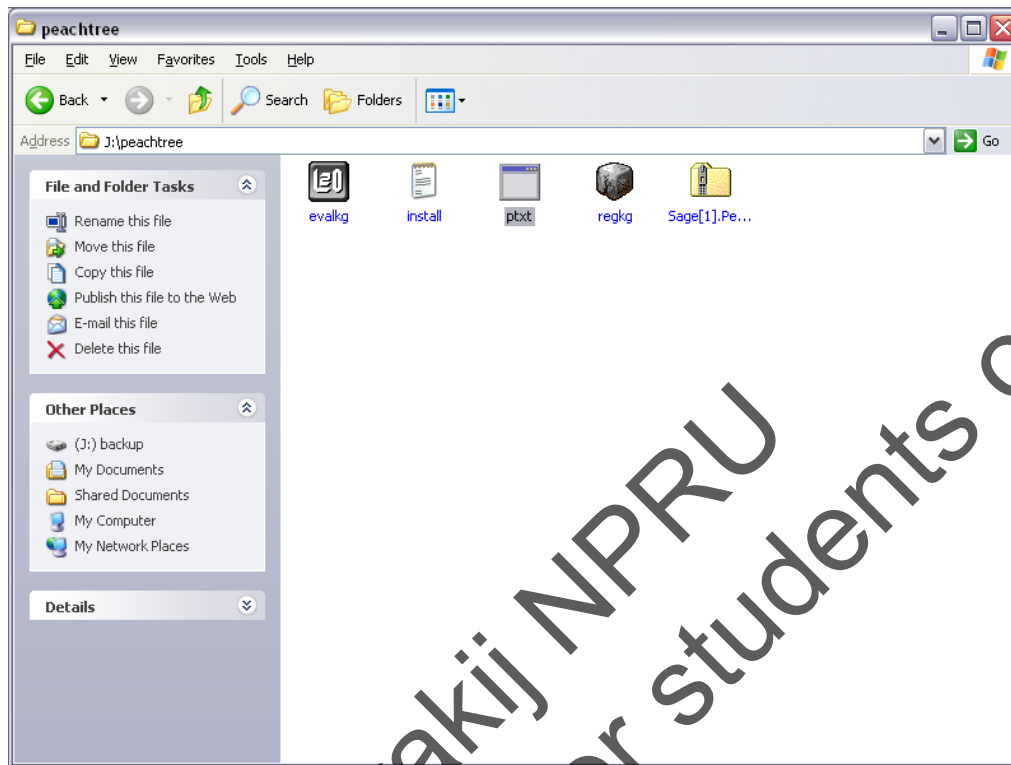 peachtree
File Edit View Favorites Tools Help
Back Search Folders
Address J:\peachtree Go
File and Folder Tasks
Rename this file
Move this file
Copy this file
Publish this file to the Web
E-mail this file
Delete this file
Other Places
(J:) backup
My Documents
Shared Documents
My Computer
My Network Places
Details
evalkg install ptxt regkg Sage[1].Pe...
akij NPRU
or students o